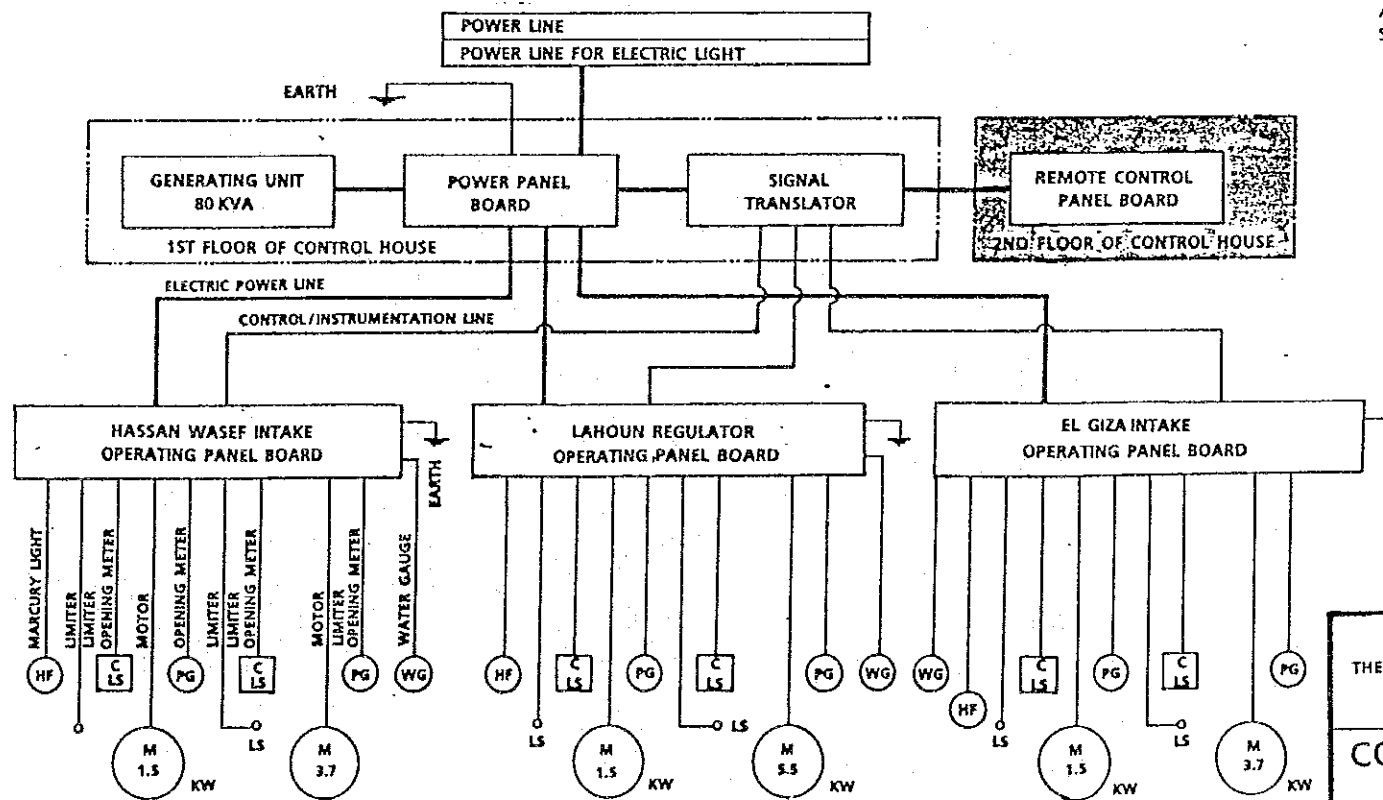 POWER LINE
POWER LINE FOR ELECTRIC LIGHT
EARTH
GENERATING UNIT
80 KVA
POWER PANEL
BOARD
SIGNAL
TRANSLATOR
REMOTE CONTROL
PANEL BOARD
1ST FLOOR OF CONTROL HOUSE
2ND FLOOR OF CONTROL HOUSE
ELECTRIC POWER LINE
CONTROL/INSTRUMENTATION LINE
HASSAN WASEF INTAKE
OPERATING PANEL BOARD
LAHOUN REGULATOR
OPERATING PANEL BOARD
EL GIZA INTAKE
OPERATING PANEL BOARD
EARTH
MARCURY LIGHT
LIMITER
LIMITER
OPENING METER
MOTOR
OPENING METER
LIMITER
LIMITER
OPENING METER
MOTOR
LIMITER
OPENING METER
WATER GAUGE
HF
C
LS
PG
C
LS
PG
WG
HF
C
LS
PG
C
LS
PG
WG
WG
HF
C
LS
PG
C
LS
PG
LS
LS
LS
LS
LS
M
1.5
KW
M
3.7
KW
M
1.5
KW
M
5.5
KW
M
1.5
KW
M
3.7
KW
THE
CO